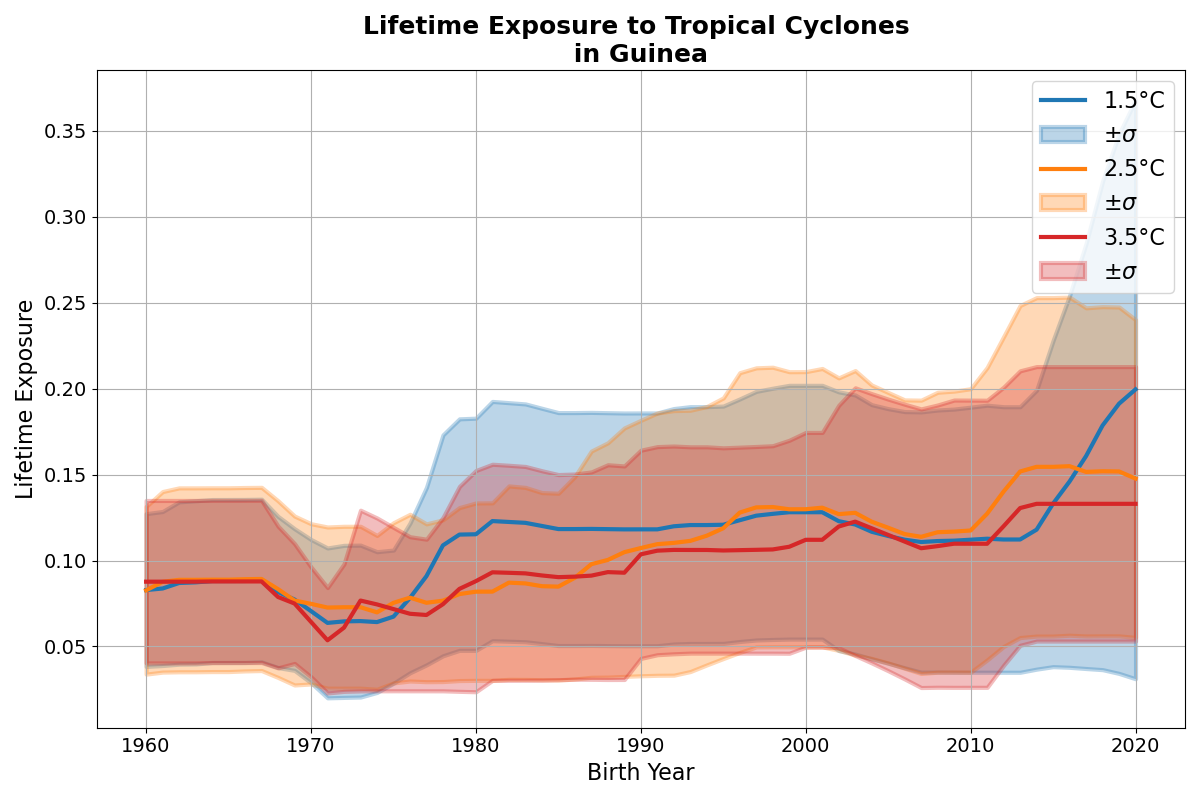 Lifetime Exposure to Tropical Cyclones
in Guinea
1.5°C
±σ
2.5°C
±σ
3.5°C
±σ
Lifetime Exposure
0.35
0.30
0.25
0.20
0.15
0.10
0.05
1960 1970 1980 1990 2000 2010 2020
Birth Year